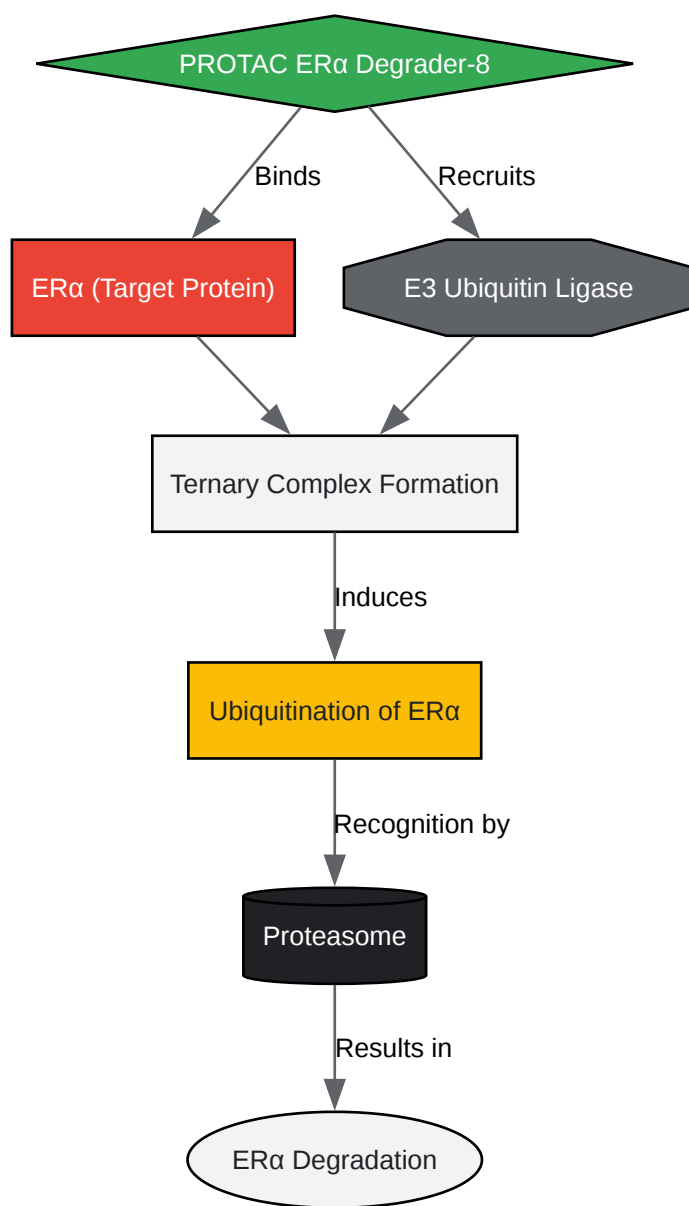 PROTAC ERα Degrader-8
Binds
Recruits
ERα (Target Protein)
E3 Ubiquitin Ligase
Ternary Complex Formation
Induces
Ubiquitination of ERα
Recognition by
Proteasome
Results in
ERα Degradation